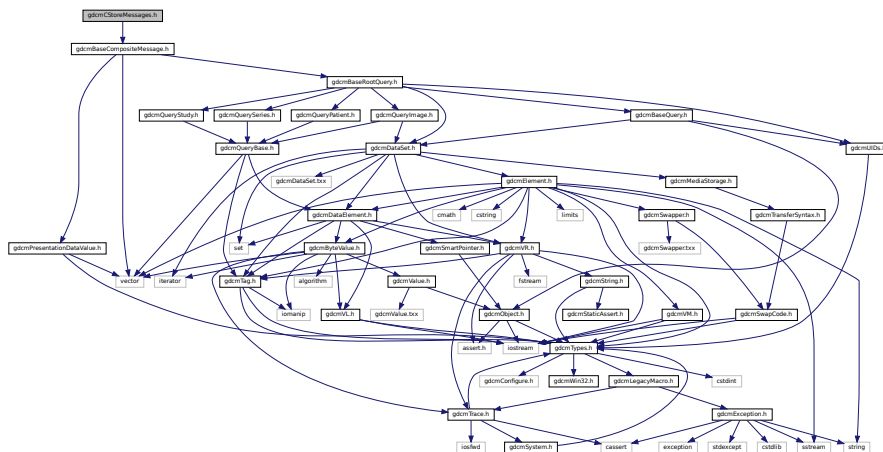 gdcmCStoreMessages.h
gdcmBaseCompositeMessage.h
gdcmBaseRootQuery.h
gdcmQueryStudy.h
gdcmQuerySeries.h
gdcmQueryPatient.h
gdcmQueryImage.h
gdcmBaseQuery.h
gdcmQueryBase.h
gdcmDataSet.h
gdcmUIDs.h
gdcmDataSet.txx
gdcmElement.h
gdcmMediaStorage.h
gdcmDataElement.h
cmath
cstring
limits
gdcmSwapper.h
gdcmTransferSyntax.h
gdcmPresentationDataValue.h
set
gdcmByteValue.h
gdcmSmartPointer.h
gdcmVR.h
gdcmSwapper.txx
vector
iterator
gdcmTag.h
algorithm
gdcmValue.h
fstream
gdcmString.h
iomanip
gdcmVL.h
gdcmValue.txx
gdcmObject.h
gdcmStaticAssert.h
gdcmVM.h
gdcmSwapCode.h
assert.h
iostream
gdcmTypes.h
gdcmConfigure.h
gdcmWin32.h
gdcmLegacyMacro.h
cstdint
gdcmTrace.h
gdcmException.h
iosfwd
gdcmSystem.h
cassert
exception
stdexcept
cstdlib
sstream
string